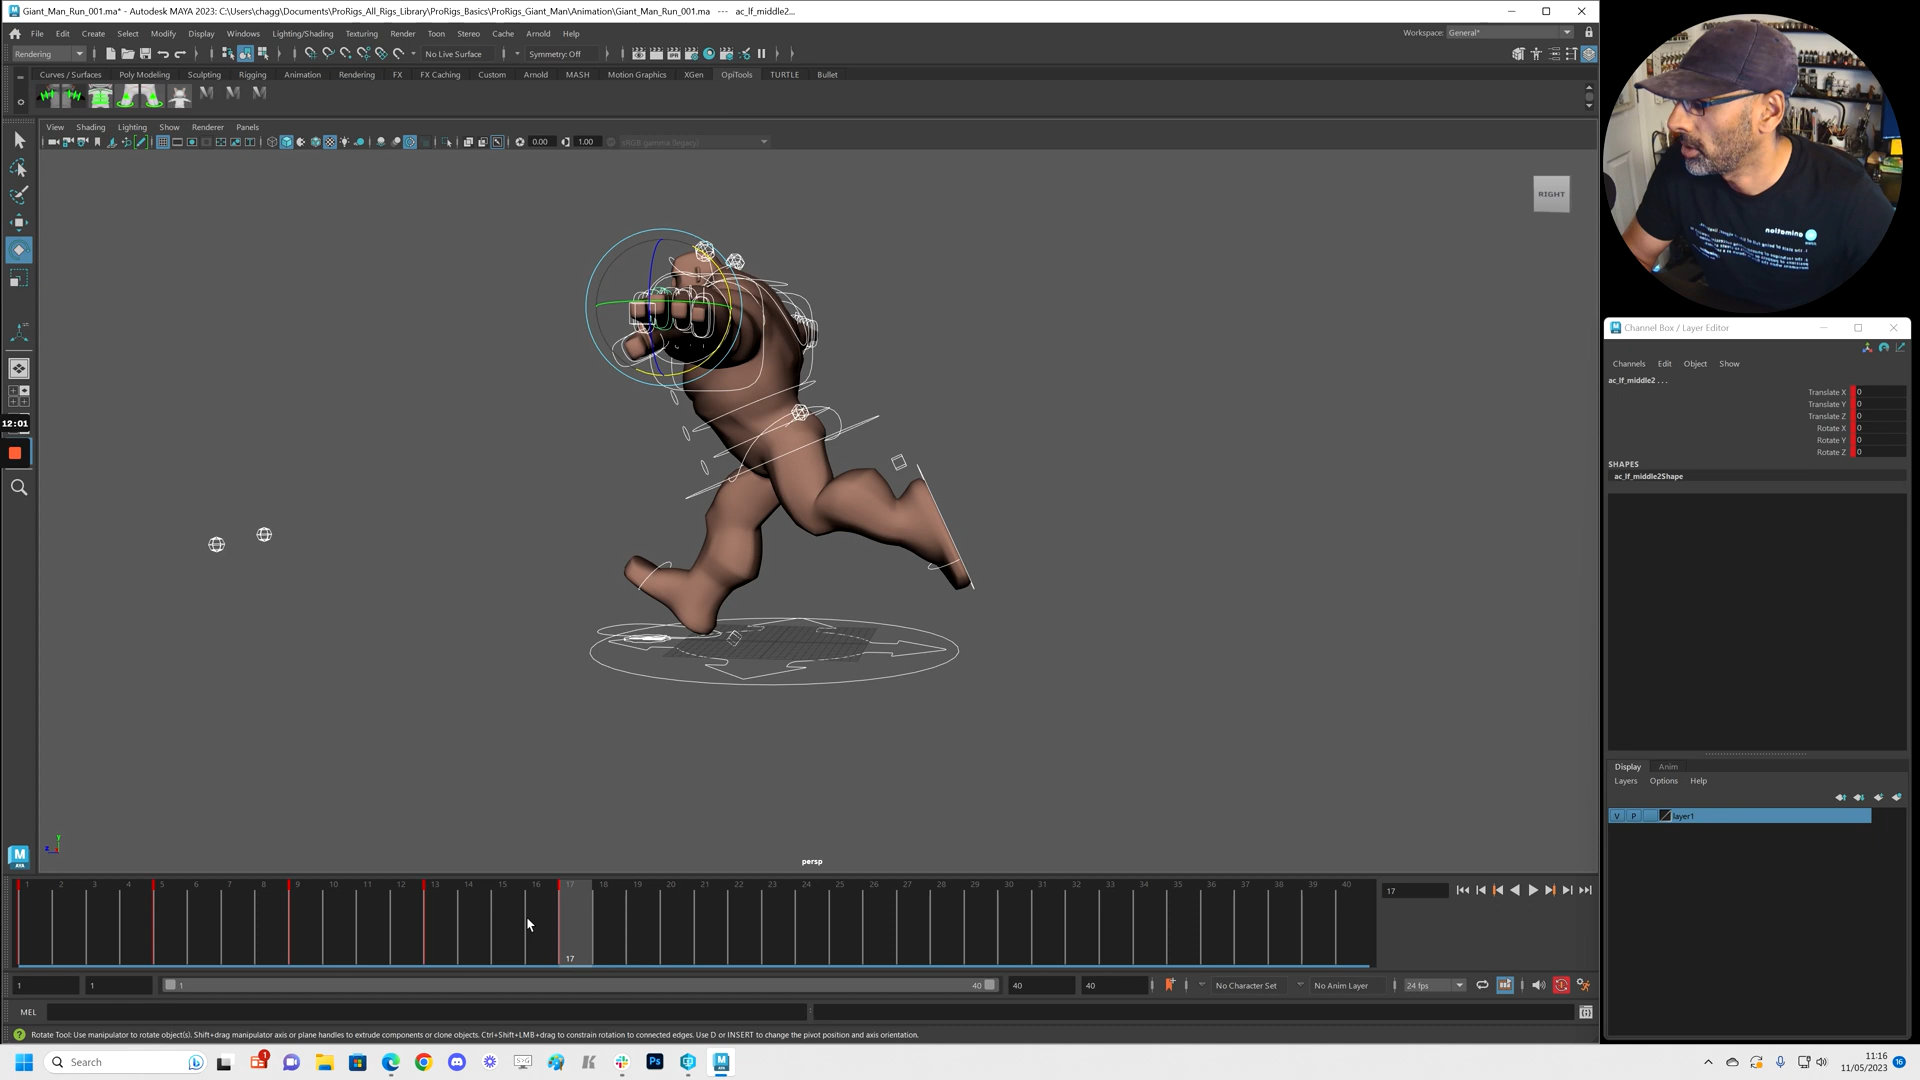 Giant_Man_Run_001.ma* - Autodesk MAYA 2023: C:\Users\chagg\Documents\ProRigs_All_Rigs_Library\ProRigs_Basics\ProRigs_Giant_Man\Animation\Giant_Man_Run_001.ma --- ac_lf_middle2...
File Edit Create Select Modify Display Windows Lighting/Shading Texturing Render Toon Stereo Cache Arnold Help
Workspace: General*
Rendering No Live Surface Symmetry: Off
Curves / Surfaces Poly Modeling Sculpting Rigging Animation Rendering FX FX Caching Custom Arnold MASH Motion Graphics XGen OpiTools TURTLE Bullet
View Shading Lighting Show Renderer Panels
0.00 1.00 sRGB gamma (legacy)
RIGHT
Channel Box / Layer Editor
Channels Edit Object Show
ac_lf_middle2 . . .
Translate X 0
Translate Y 0
Translate Z 0
Rotate X 0
Rotate Y 0
Rotate Z 0
SHAPES
ac_lf_middle2Shape
12:01
Display Anim
Layers Options Help
V P layer1
persp
1 2 3 4 5 6 7 8 9 10 11 12 13 14 15 16 17 18 19 20 21 22 23 24 25 26 27 28 29 30 31 32 33 34 35 36 37 38 39 40
17
17
1 1 1 40 40 40 No Character Set No Anim Layer 24 fps
MEL
Rotate Tool: Use manipulator to rotate object(s). Shift+drag manipulator axis or plane handles to extrude components or clone objects. Ctrl+Shift+LMB+drag to constrain rotation to connected edges. Use D or INSERT to change the pivot position and axis orientation.
Search
11:16
11/05/2023
16